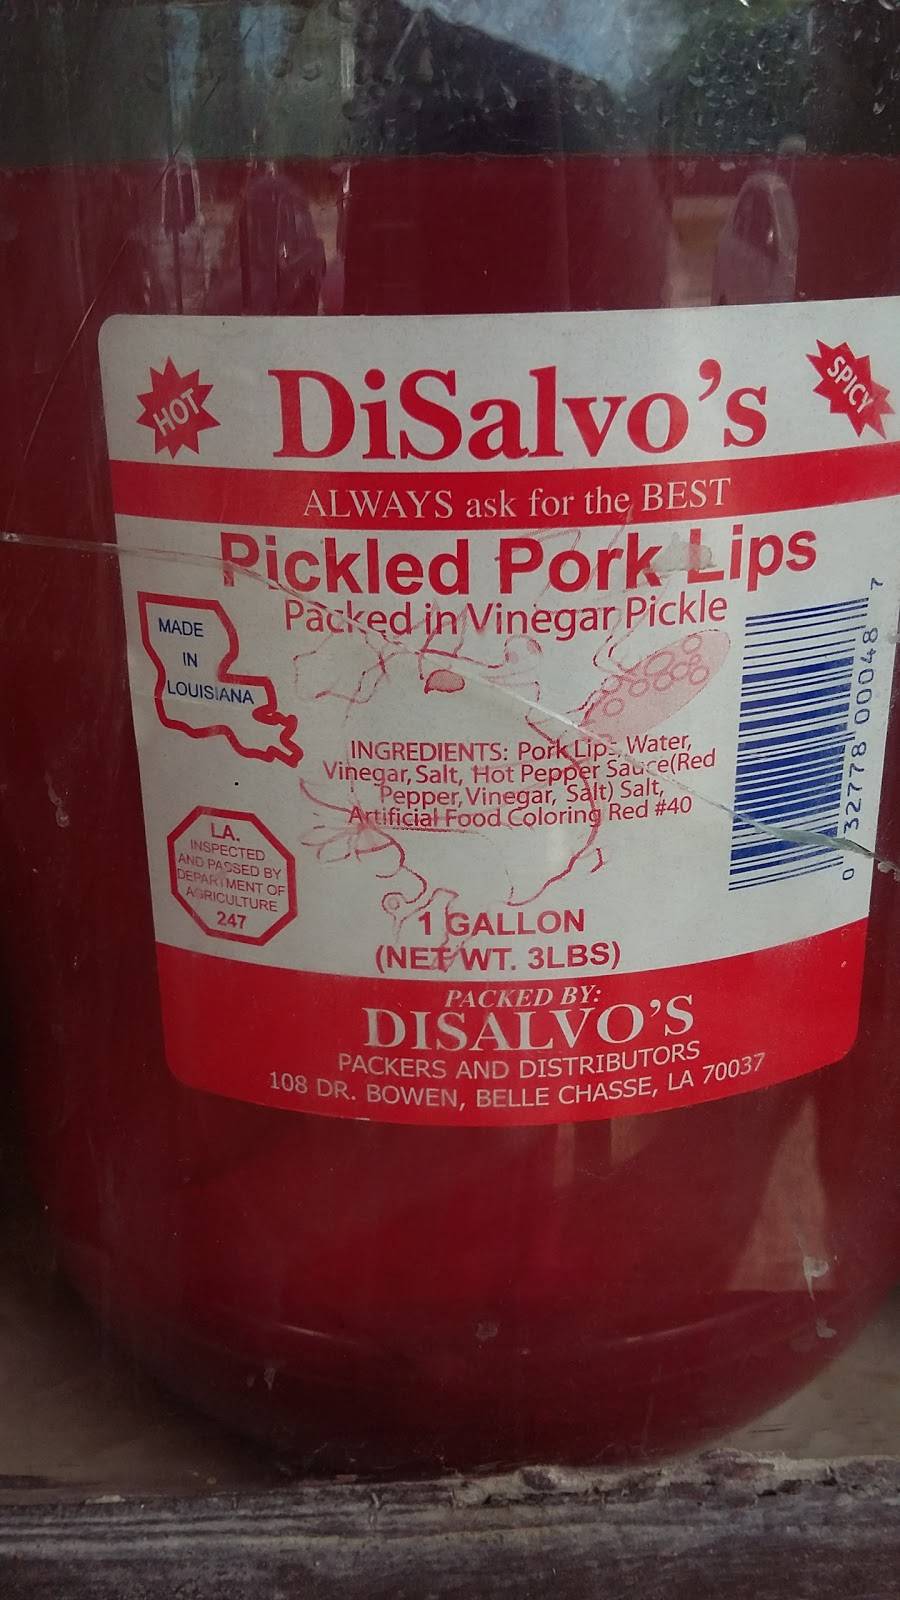 HOT
DiSalvo's
SPICY
ALWAYS ask for the BEST
Pickled Pork Lips
Packed in Vinegar Pickle
MADE
IN
LOUISIANA
INGREDIENTS: Pork Lips, Water,
Vinegar, Salt, Hot Pepper Sauce(Red
Pepper, Vinegar, Salt) Salt,
Artificial Food Coloring Red #40
LA.
INSPECTED
AND PASSED BY
DEPARTMENT OF
AGRICULTURE
247
0 32778 00048 7
1 GALLON
(NET WT. 3LBS)
PACKED BY:
DISALVO'S
PACKERS AND DISTRIBUTORS
108 DR. BOWEN, BELLE CHASSE, LA 70037